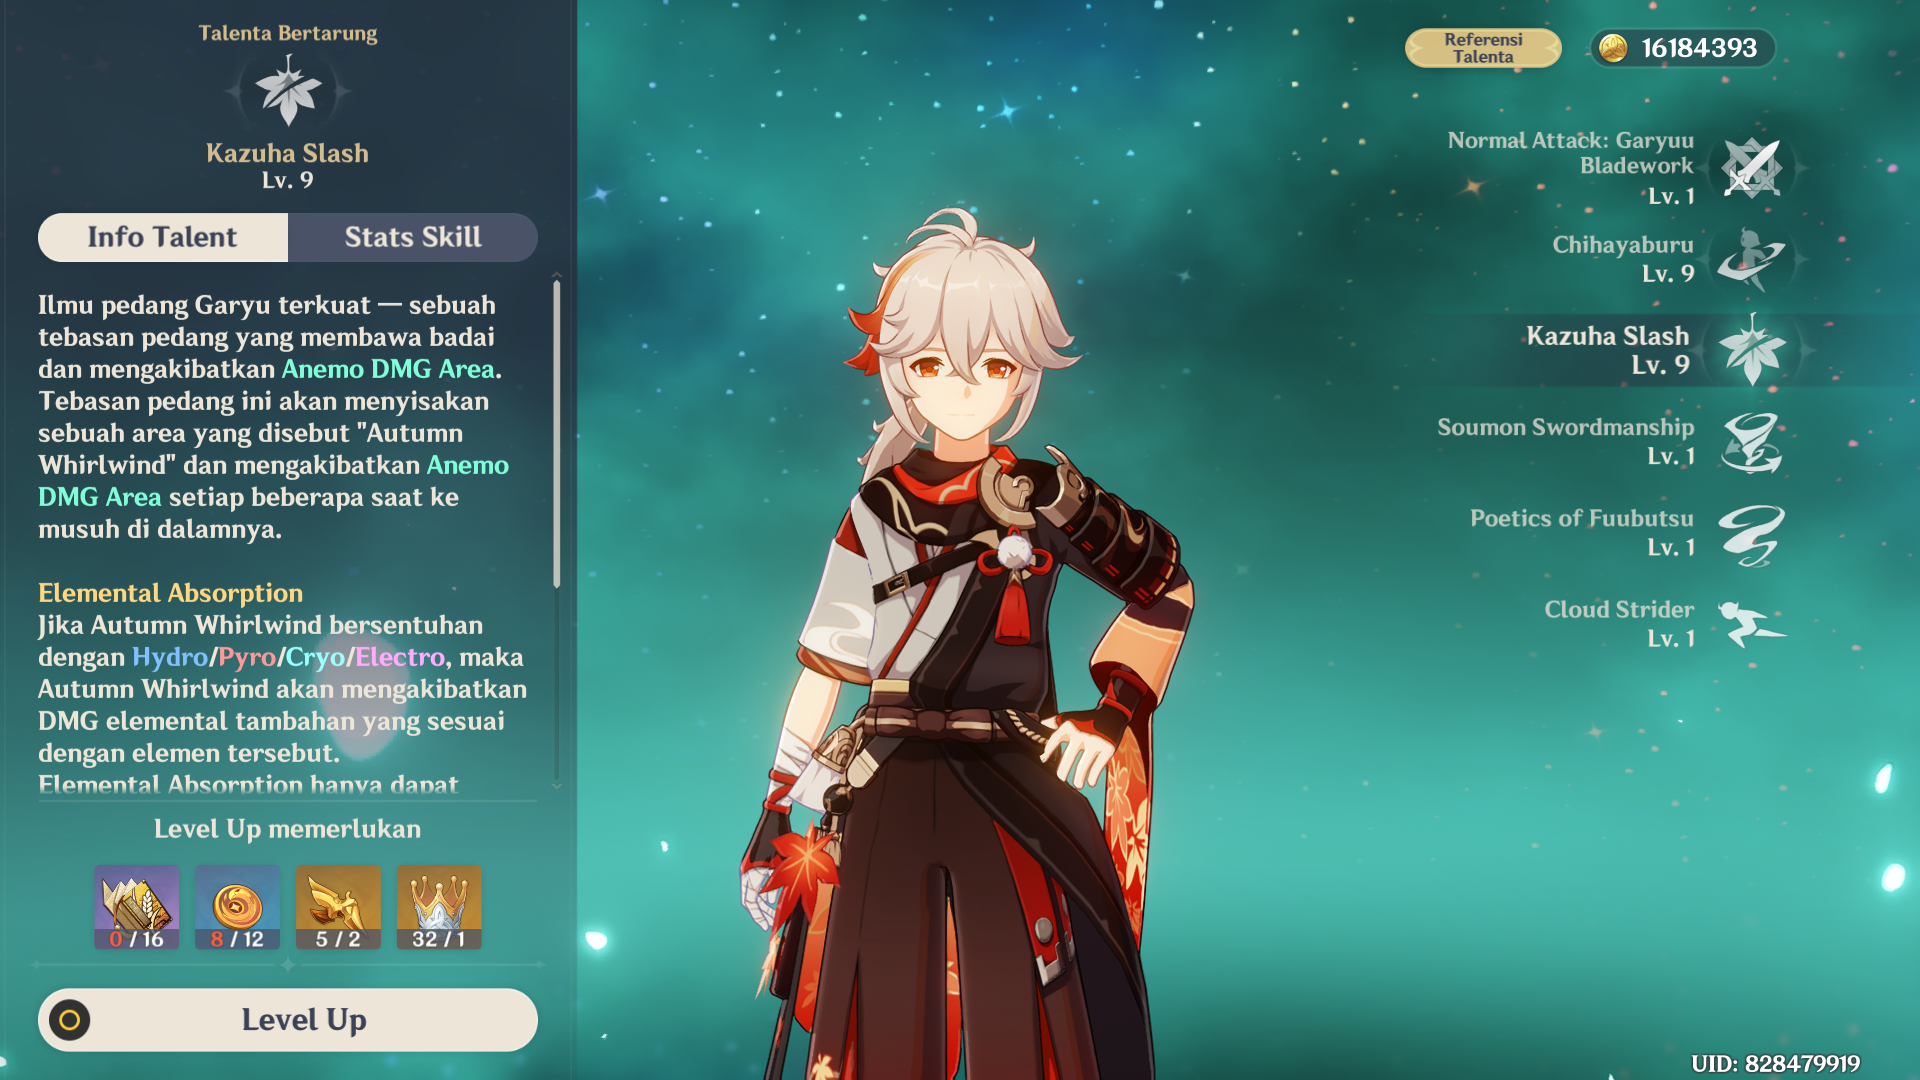 Talenta Bertarung
Kazuha Slash
Lv. 9
Info Talent
Stats Skill
Ilmu pedang Garyu terkuat — sebuah
tebasan pedang yang membawa badai
dan mengakibatkan Anemo DMG Area.
Tebasan pedang ini akan menyisakan
sebuah area yang disebut "Autumn
Whirlwind" dan mengakibatkan Anemo
DMG Area setiap beberapa saat ke
musuh di dalamnya.
Elemental Absorption
Jika Autumn Whirlwind bersentuhan
dengan Hydro/Pyro/Cryo/Electro, maka
Autumn Whirlwind akan mengakibatkan
DMG elemental tambahan yang sesuai
dengan elemen tersebut.
Elemental Absorption hanya dapat
Level Up memerlukan
0 / 16
8 / 12
5 / 2
32 / 1
Level Up
Referensi
Talenta
16184393
Normal Attack: Garyuu
Bladework
Lv. 1
Chihayaburu
Lv. 9
Kazuha Slash
Lv. 9
Soumon Swordmanship
Lv. 1
Poetics of Fuubutsu
Lv. 1
Cloud Strider
Lv. 1
UID: 828479919